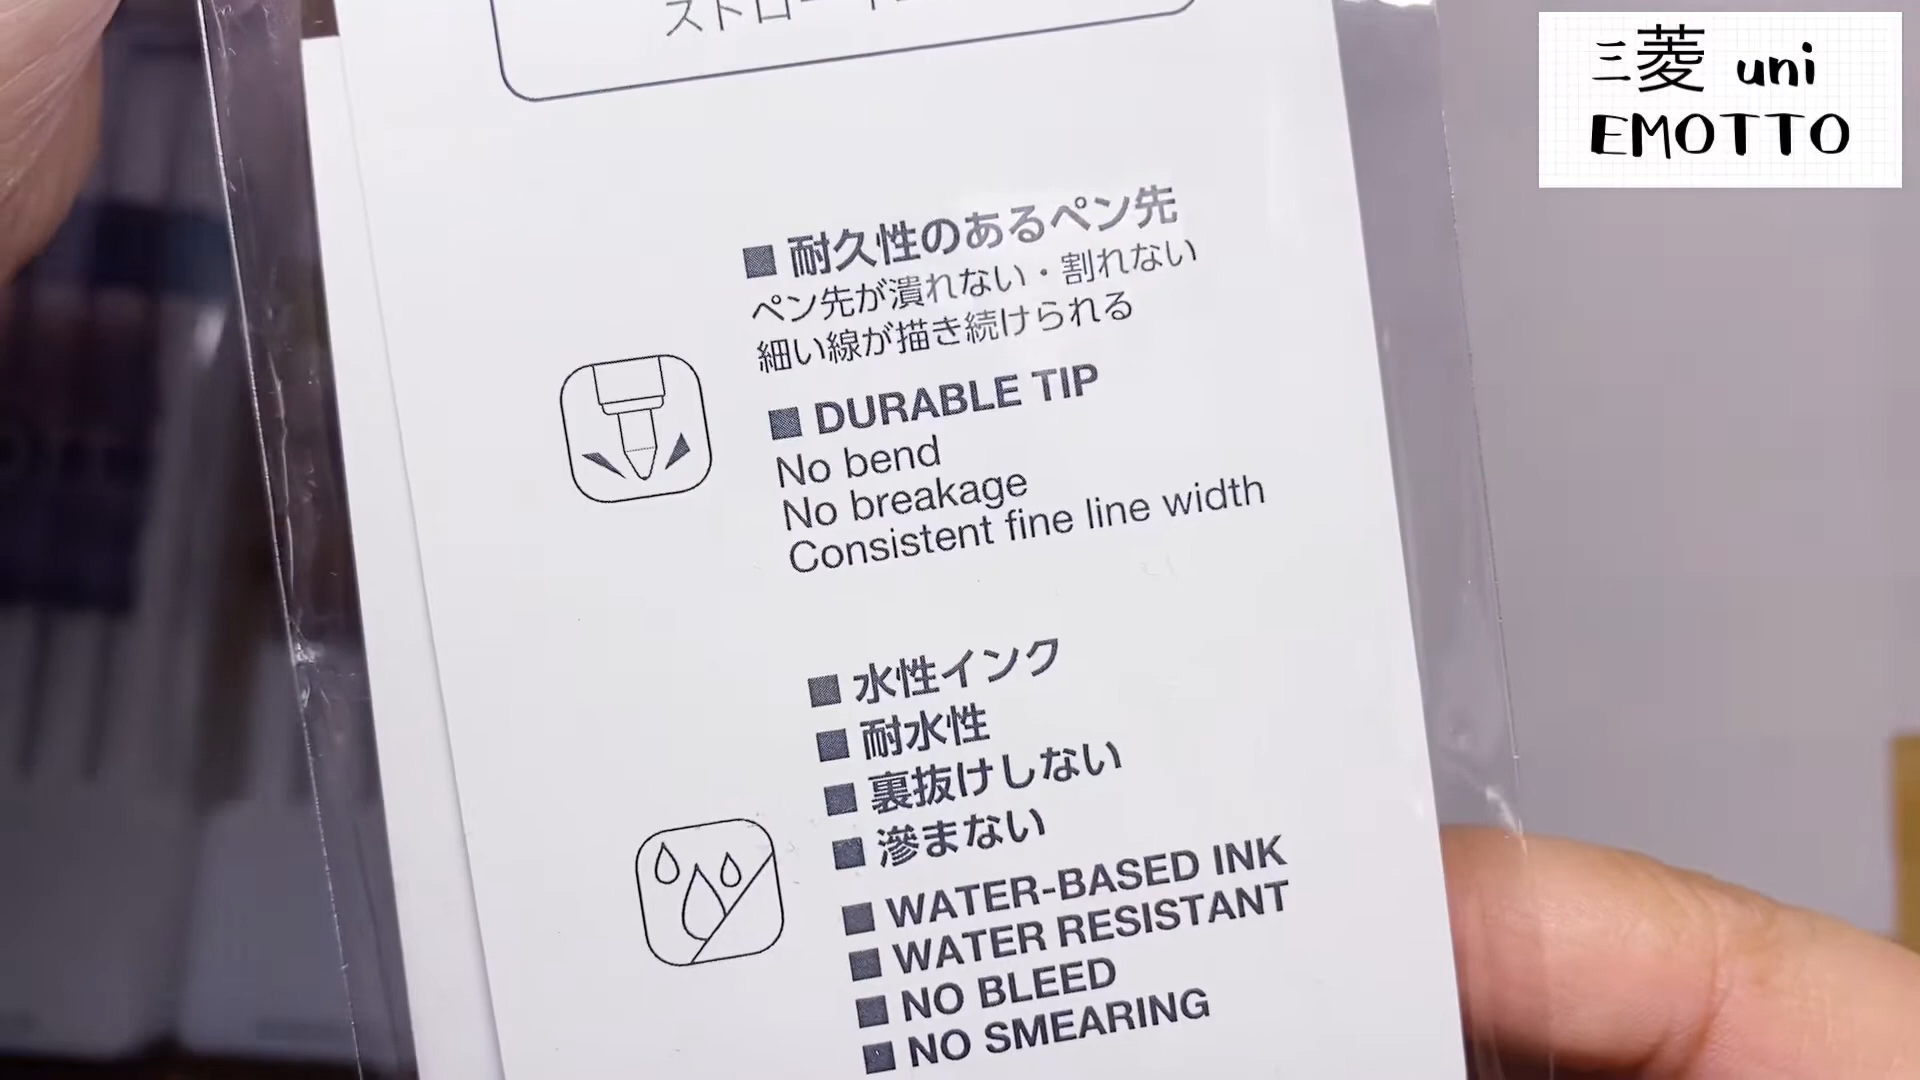 三菱 uni
EMOTTO
ストロー
■ 耐久性のあるペン先
ペン先が潰れない・割れない
細い線が描き続けられる
■ DURABLE TIP
No bend
No breakage
Consistent fine line width
■ 水性インク
■ 耐水性
■ 裏抜けしない
■ 滲まない
■ WATER-BASED INK
■ WATER RESISTANT
■ NO BLEED
■ NO SMEARING